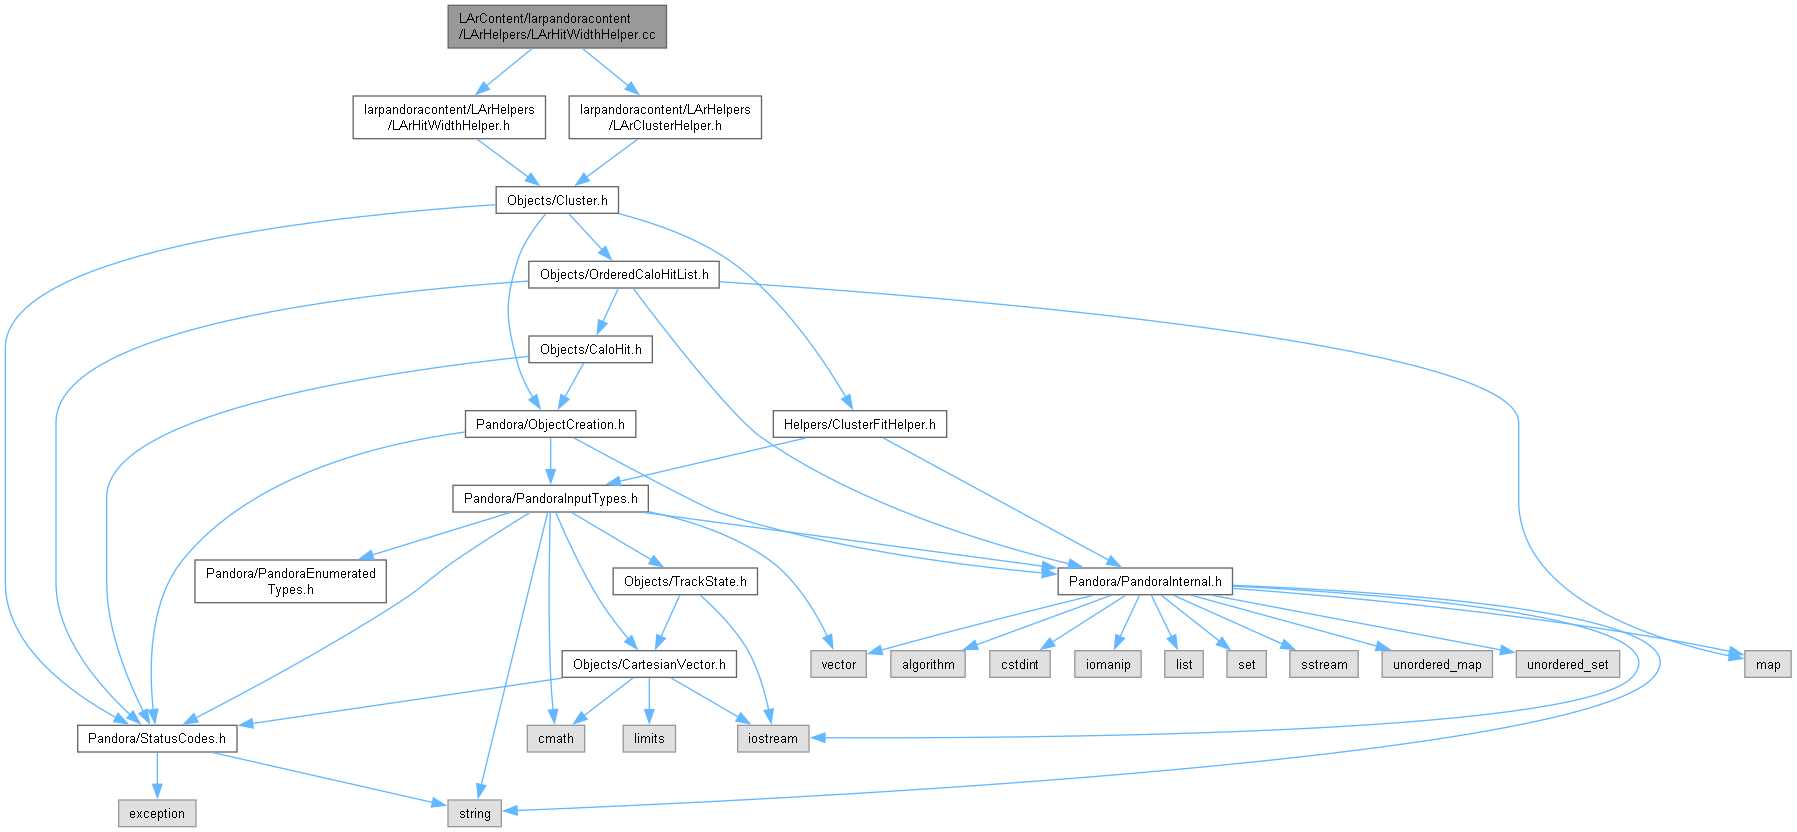 LArContent/larpandoracontent
/LArHelpers/LArHitWidthHelper.cc
larpandoracontent/LArHelpers
/LArHitWidthHelper.h
larpandoracontent/LArHelpers
/LArClusterHelper.h
Objects/Cluster.h
Objects/OrderedCaloHitList.h
Objects/CaloHit.h
Pandora/ObjectCreation.h
Helpers/ClusterFitHelper.h
Pandora/PandoraInputTypes.h
Pandora/PandoraEnumerated
Types.h
Objects/TrackState.h
Pandora/PandoraInternal.h
Objects/CartesianVector.h
vector
algorithm
cstdint
iomanip
list
set
sstream
unordered_map
unordered_set
map
Pandora/StatusCodes.h
cmath
limits
iostream
exception
string